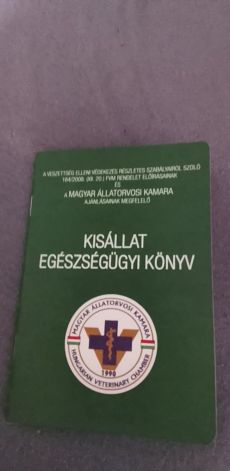 A VESZETTSÉG ELLENI VÉDEKEZÉS RÉSZLETES SZABÁLYAIRÓL SZÓLÓ
164/2008. (XII. 20.) FVM RENDELET ELŐÍRÁSAINAK
ÉS
A MAGYAR ÁLLATORVOSI KAMARA
AJÁNLÁSAINAK MEGFELELŐ
KISÁLLAT
EGÉSZSÉGÜGYI KÖNYV
MAGYAR ÁLLATORVOSI KAMARA
1990
HUNGARIAN VETERINARY CHAMBER